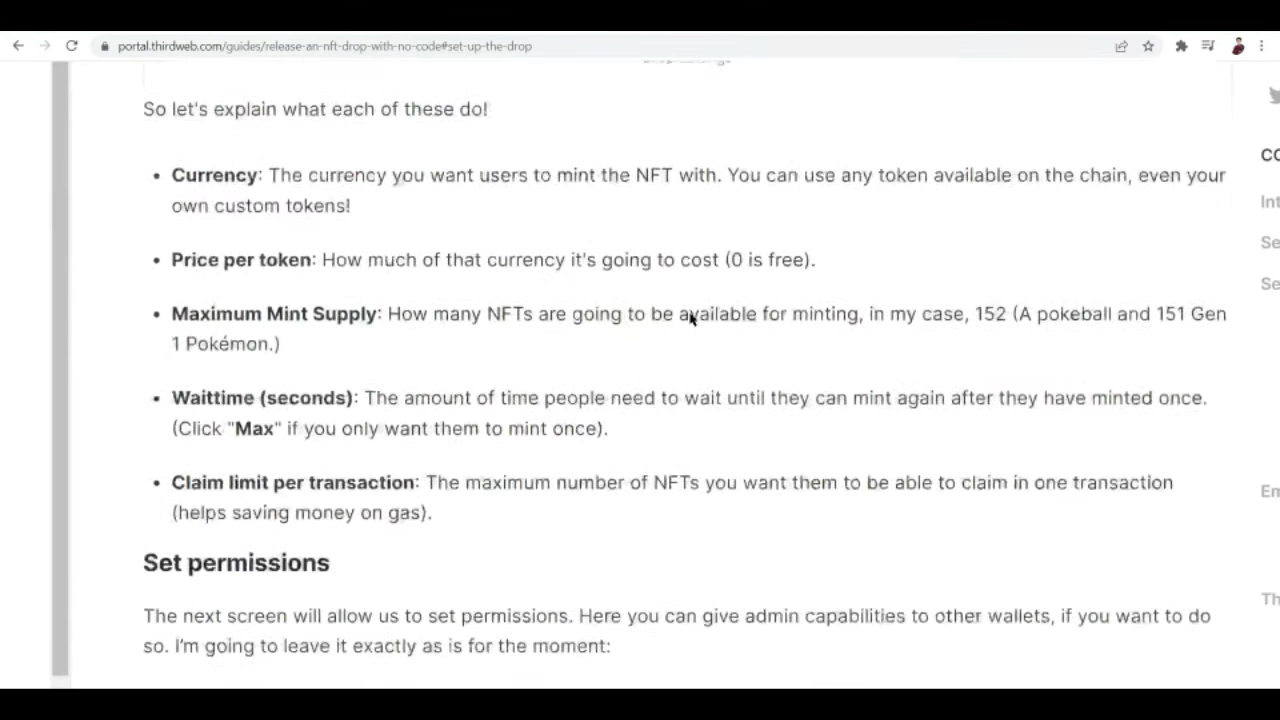 portal.thirdweb.com/guides/release-an-nft-drop-with-no-code#set-up-the-drop
So let's explain what each of these do!
• Currency: The currency you want users to mint the NFT with. You can use any token available on the chain, even your
own custom tokens!
• Price per token: How much of that currency it's going to cost (0 is free).
• Maximum Mint Supply: How many NFTs are going to be available for minting, in my case, 152 (A pokeball and 151 Gen
1 Pokémon.)
• Waittime (seconds): The amount of time people need to wait until they can mint again after they have minted once.
(Click "Max" if you only want them to mint once).
• Claim limit per transaction: The maximum number of NFTs you want them to be able to claim in one transaction
(helps saving money on gas).
Set permissions
The next screen will allow us to set permissions. Here you can give admin capabilities to other wallets, if you want to do
so. I'm going to leave it exactly as is for the moment:
CO
Int
Se
Se
Em
Th